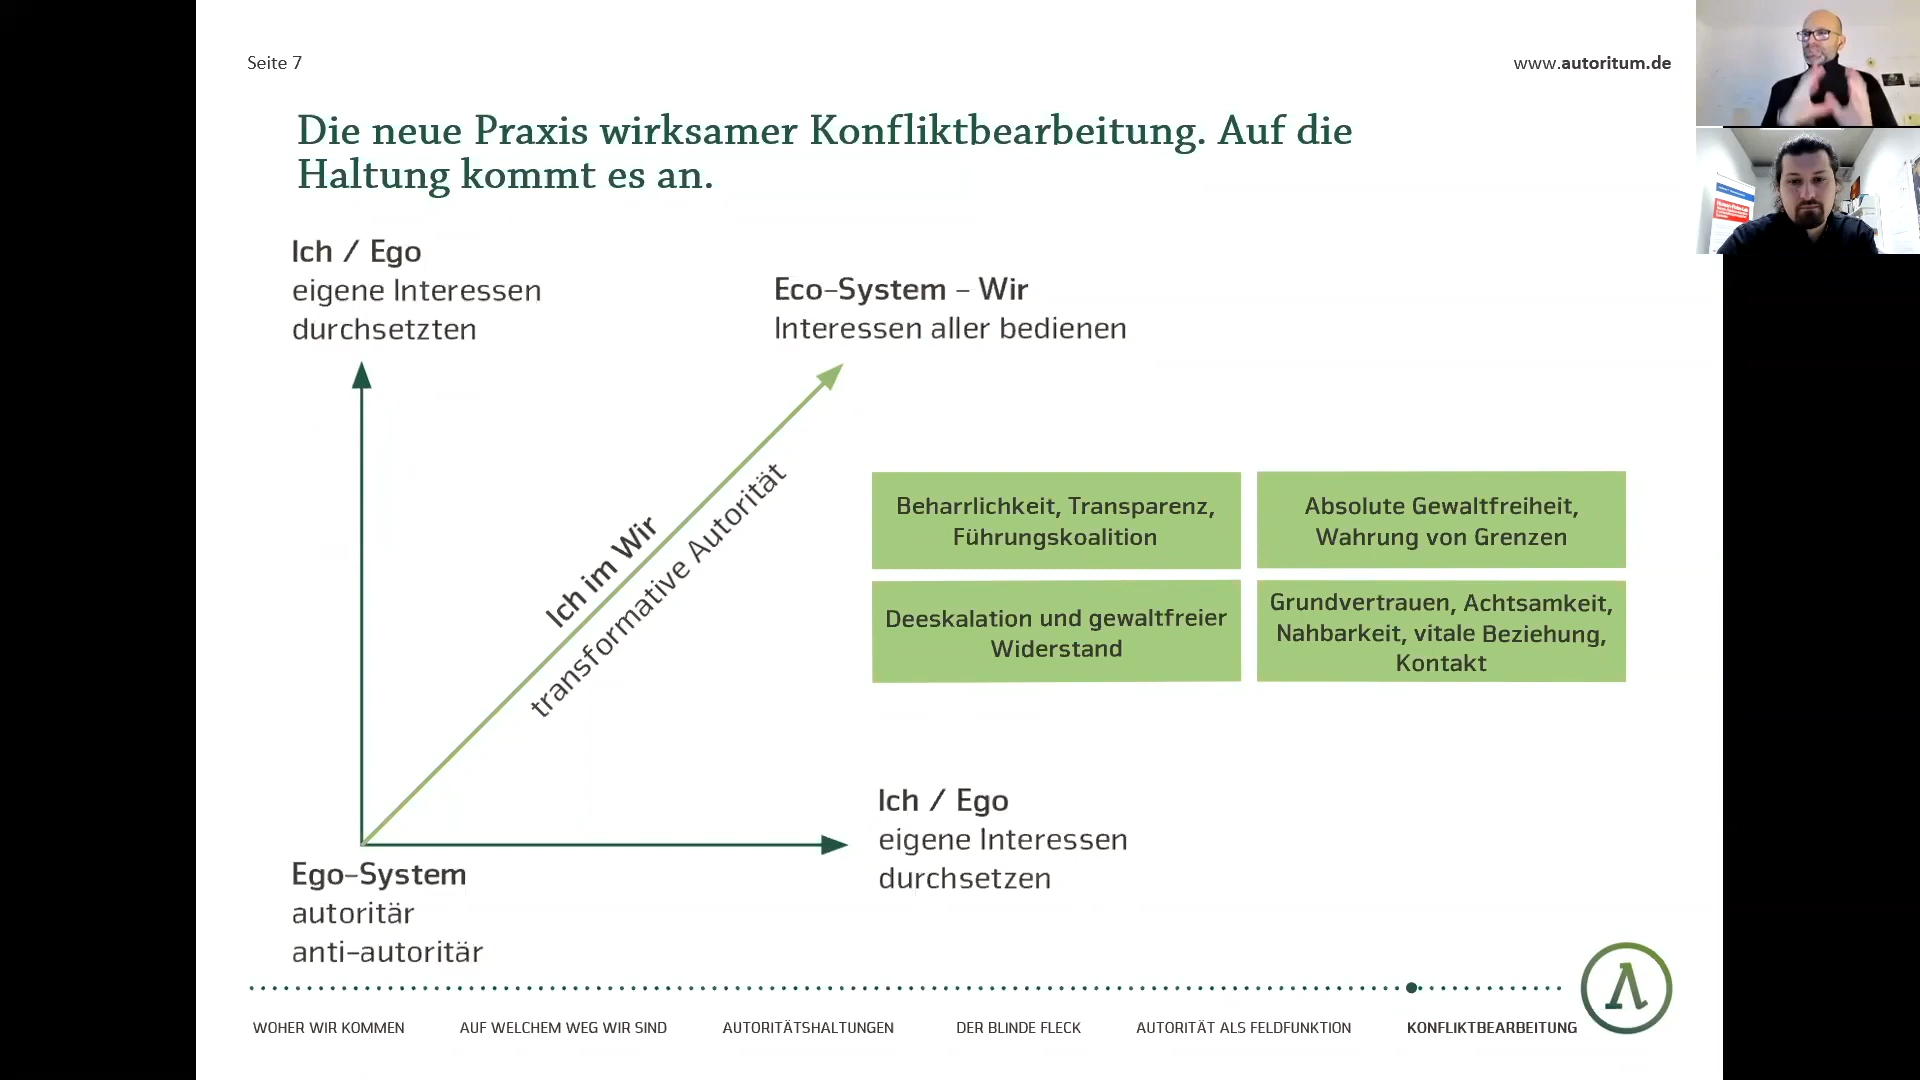 Seite 7
www.autoritum.de
Die neue Praxis wirksamer Konfliktbearbeitung. Auf die
Haltung kommt es an.
Ich / Ego
eigene Interessen
durchsetzten
Eco-System – Wir
Interessen aller bedienen
Ich im Wir
transformative Autorität
Beharrlichkeit, Transparenz,
Führungskoalition
Absolute Gewaltfreiheit,
Wahrung von Grenzen
Deeskalation und gewaltfreier
Widerstand
Grundvertrauen, Achtsamkeit,
Nahbarkeit, vitale Beziehung,
Kontakt
Ich / Ego
eigene Interessen
durchsetzen
Ego-System
autoritär
anti-autoritär
WOHER WIR KOMMEN
AUF WELCHEM WEG WIR SIND
AUTORITÄTSHALTUNGEN
DER BLINDE FLECK
AUTORITÄT ALS FELDFUNKTION
KONFLIKTBEARBEITUNG